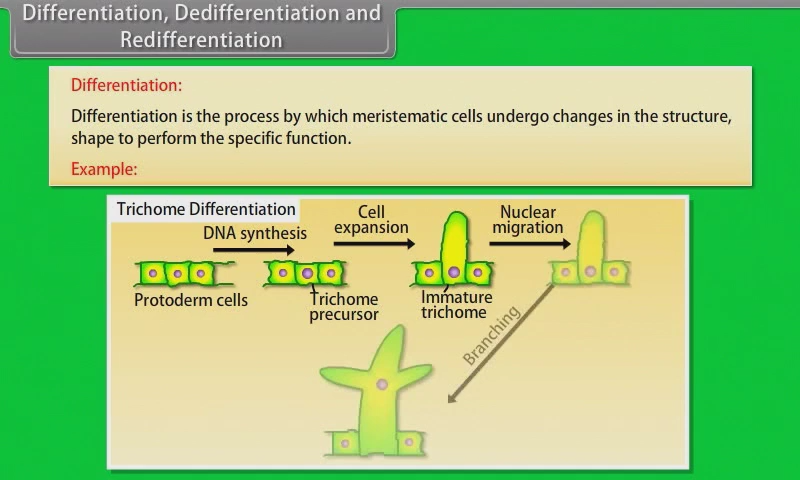 Differentiation, Dedifferentiation and
Redifferentiation
Differentiation:
Differentiation is the process by which meristematic cells undergo changes in the structure,
shape to perform the specific function.
Example:
Trichome Differentiation
DNA synthesis
Cell
expansion
Nuclear
migration
Protoderm cells
Trichome
precursor
Immature
trichome
Branching